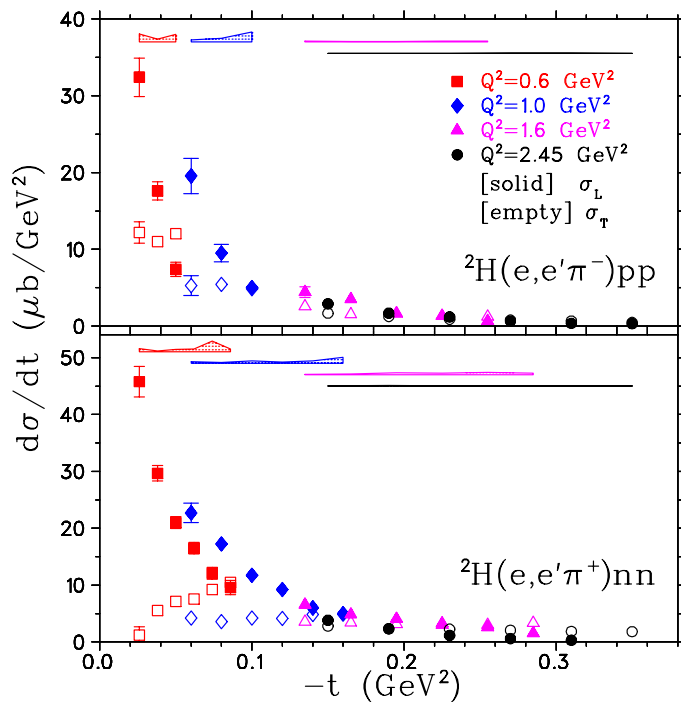 40
30
20
10
0
Q²=0.6 GeV²
Q²=1.0 GeV²
Q²=1.6 GeV²
Q²=2.45 GeV²
[solid] σ_L
[empty] σ_T
²H(e,e′π⁻)pp
dσ/dt (μb/GeV²)
50
40
30
20
10
0
²H(e,e′π⁺)nn
0.0 0.1 0.2 0.3
−t (GeV²)